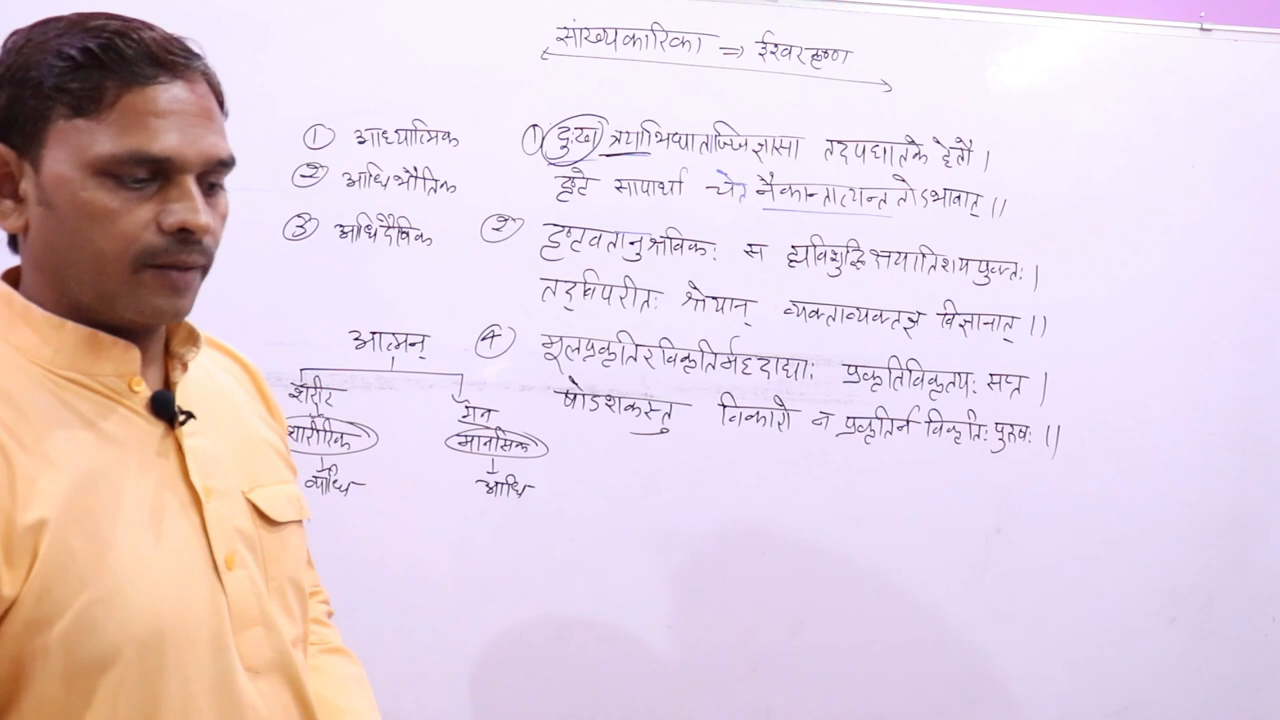 सांख्यकारिका => ईश्वरकृष्ण
① आध्यात्मिक
② आधिभौतिक
③ आधिदैविक
① दुःख त्रयाभिघाताज्जिज्ञासा तदपघातके हेतौ ।
दृष्टे सापार्था चेत् नैकान्तात्यन्ततोऽभावात् ।।
② दृष्टवदानुश्रविकः स ह्यविशुद्धिक्षयातिशययुक्तः ।
तद्विपरीतः श्रेयान् व्यक्ताव्यक्तज्ञ विज्ञानात् ।।
④ मूलप्रकृतिरविकृतिर्महदाद्याः प्रकृतिविकृतयः सप्त ।
षोडशकस्तु विकारो न प्रकृतिर्न विकृतिः पुरुषः ।।
आत्मन्
शरीर मन
शारीरिक मानसिक
व्याधि आधि